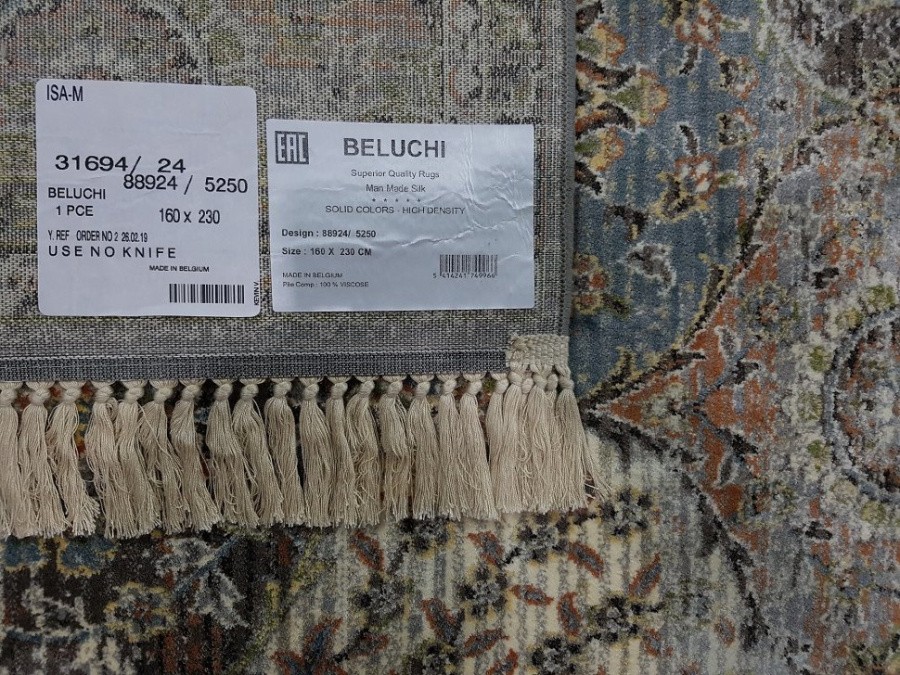 ISA-M
31694/ 24
88924 / 5250
BELUCHI
1 PCE
160 x 230
Y. REF ORDER NO 2 26.02.19
USE NO KNIFE
MADE IN BELGIUM
EAC
BELUCHI
Superior Quality Rugs
Man Made Silk
* * * * *
SOLID COLORS - HIGH DENSITY
Design : 88924/ 5250
Size : 160 X 230 CM
MADE IN BELGIUM
Pile Comp : 100 % VISCOSE